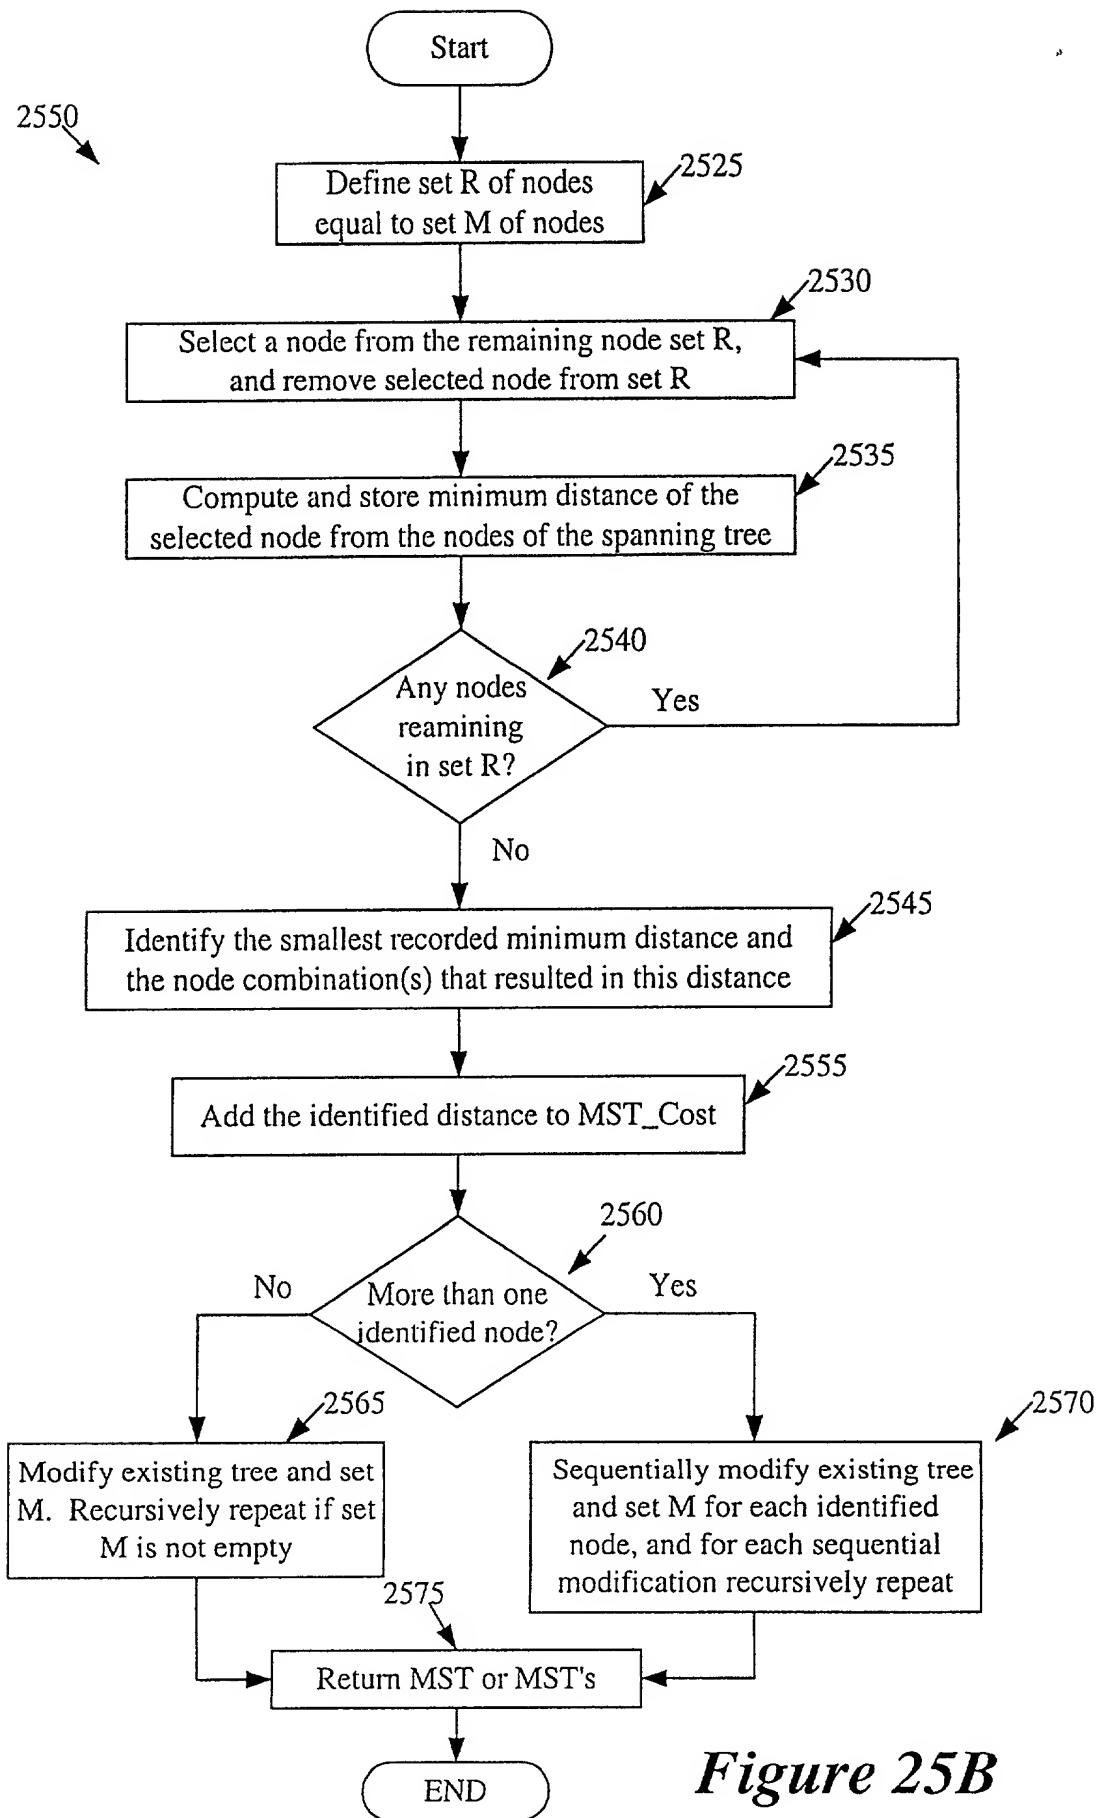 Start
2550
2525
Define set R of nodes
equal to set M of nodes
2530
Select a node from the remaining node set R,
and remove selected node from set R
2535
Compute and store minimum distance of the
selected node from the nodes of the spanning tree
2540
Any nodes
reamining
in set R?
Yes
No
2545
Identify the smallest recorded minimum distance and
the node combination(s) that resulted in this distance
2555
Add the identified distance to MST_Cost
2560
No
More than one
identified node?
Yes
2565
Modify existing tree and set
M. Recursively repeat if set
M is not empty
2570
Sequentially modify existing tree
and set M for each identified
node, and for each sequential
modification recursively repeat
2575
Return MST or MST's
END
Figure 25B